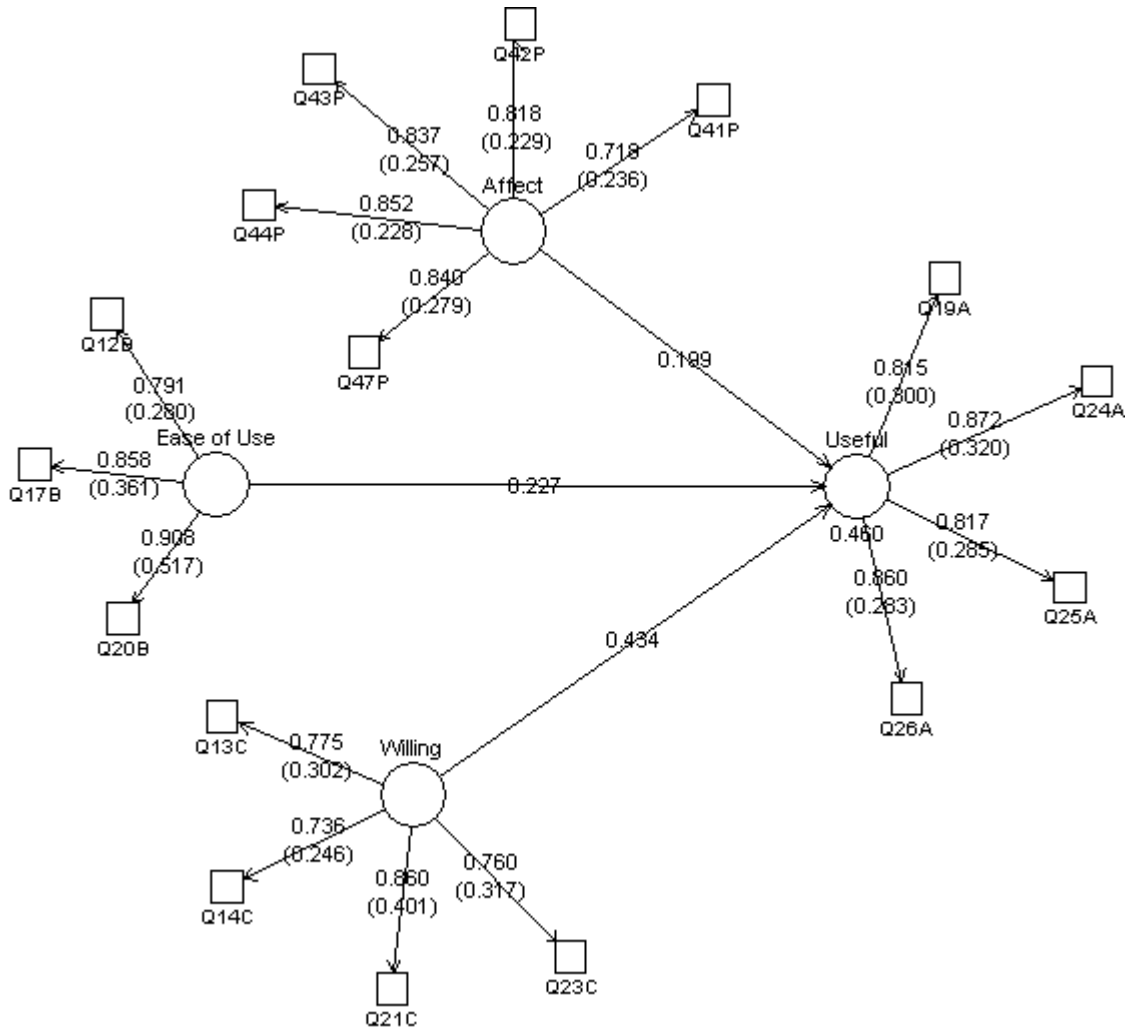 Q42P
Q43P
Q41P
0.818
(0.229)
0.837
(0.257)
0.718
(0.236)
Affect
0.852
(0.228)
Q44P
0.840
(0.279)
Q47P
Q19A
0.199
0.815
(0.300)
Q24A
0.872
(0.320)
Q12B
0.791
(0.280)
Ease of Use
Useful
Q17B
0.858
(0.361)
0.227
0.908
(0.517)
Q20B
0.460
0.817
(0.285)
Q25A
0.860
(0.283)
Q26A
0.434
Q13C
0.775
(0.302)
Willing
0.736
(0.246)
Q14C
0.860
(0.401)
0.760
(0.317)
Q21C
Q23C